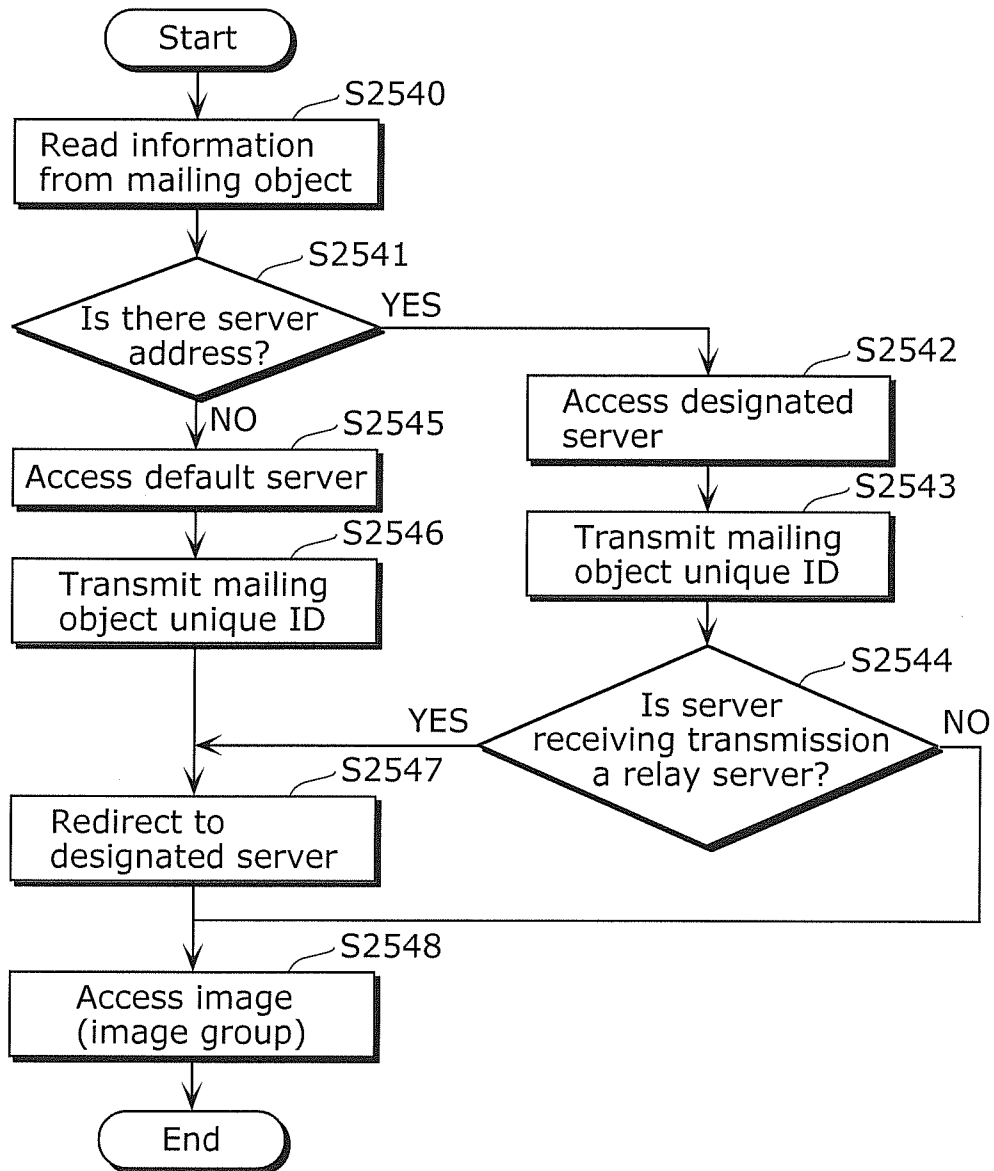 Start
S2540
Read information
from mailing object
S2541
Is there server
address?
YES
NO
S2542
Access designated
server
S2545
Access default server
S2543
Transmit mailing
object unique ID
S2546
Transmit mailing
object unique ID
S2544
Is server
receiving transmission
a relay server?
YES
NO
S2547
Redirect to
designated server
S2548
Access image
(image group)
End